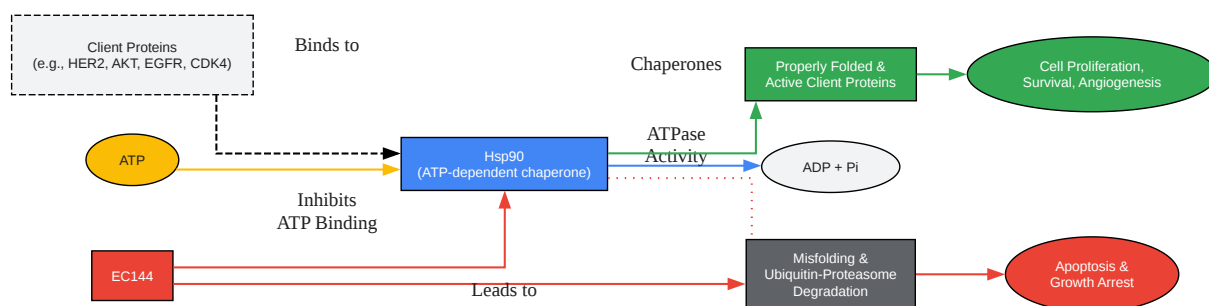 Client Proteins
(e.g., HER2, AKT, EGFR, CDK4)
Binds to
Chaperones
Properly Folded &
Active Client Proteins
Cell Proliferation,
Survival, Angiogenesis
ATP
Hsp90
(ATP-dependent chaperone)
ATPase
Activity
ADP + Pi
Inhibits
ATP Binding
EC144
Leads to
Misfolding &
Ubiquitin-Proteasome
Degradation
Apoptosis &
Growth Arrest